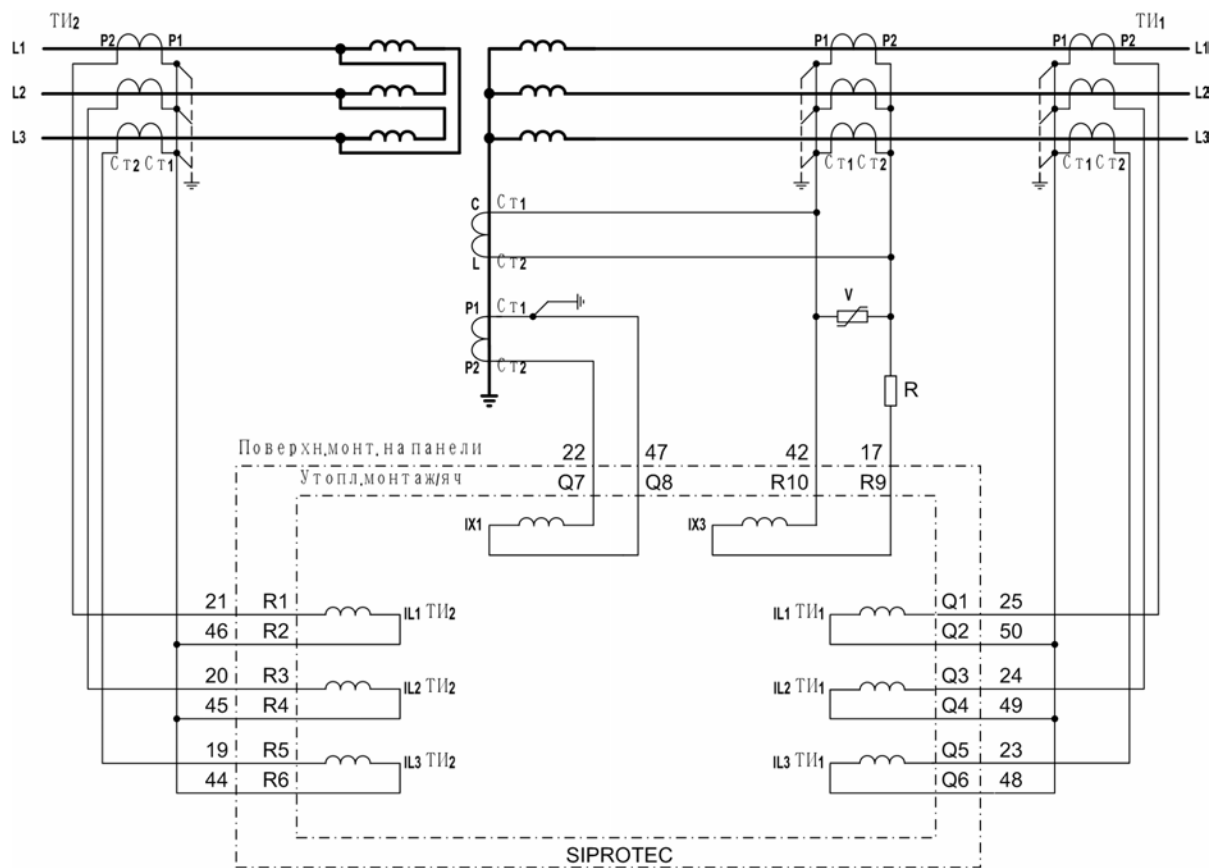 ТИ2 ТИ1
P2 P1 P1 P2 P1 P2
L1 L1
L2 L2
L3 L3
Ст2 Ст1 Ст1 Ст2 Ст1 Ст2
C Ст1
L Ст2
V
P1 Ст1
P2 Ст2
R
Поверхн.монт. на панели 22 47 42 17
Утопл.монтаж/яч Q7 Q8 R10 R9
IX1 IX3
21 R1 IL1 ТИ2 IL1 ТИ1 Q1 25
46 R2 Q2 50
20 R3 IL2 ТИ2 IL2 ТИ1 Q3 24
45 R4 Q4 49
19 R5 IL3 ТИ2 IL3 ТИ1 Q5 23
44 R6 Q6 48
SIPROTEC